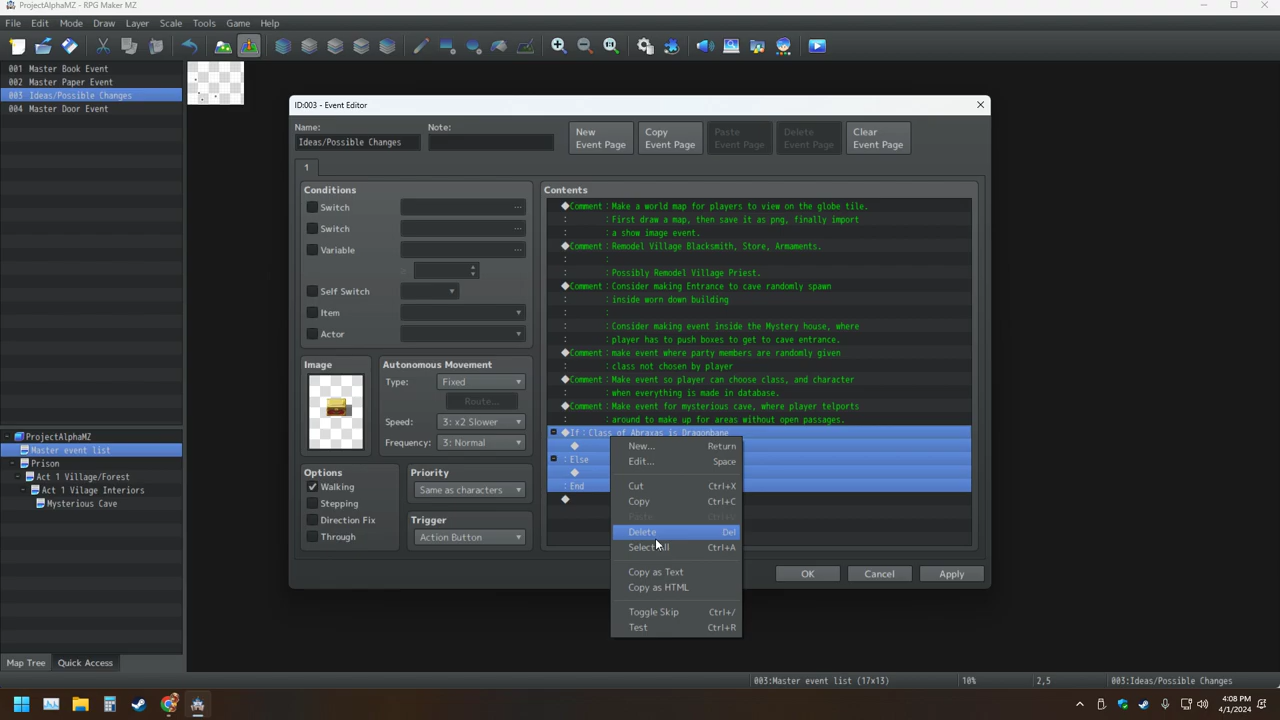 ProjectAlphaMZ - RPG Maker MZ
File Edit Mode Draw Layer Scale Tools Game Help
001 Master Book Event
002 Master Paper Event
003 Ideas/Possible Changes
004 Master Door Event
ID:003 - Event Editor
Name: Note:
Ideas/Possible Changes
New Event Page
Copy Event Page
Paste Event Page
Delete Event Page
Clear Event Page
1
Conditions
Switch
Switch
Variable
Self Switch
Item
Actor
Image
Autonomous Movement
Type: Fixed
Route...
Speed: 3: x2 Slower
Frequency: 3: Normal
Options
Walking
Stepping
Direction Fix
Through
Priority
Same as characters
Trigger
Action Button
Contents
◆Comment : Make a world map for players to view on the globe tile.
: : First draw a map, then save it as png, finally import
: : a show image event.
◆Comment : Remodel Village Blacksmith, Store, Armaments.
: :
: : Possibly Remodel Village Priest.
◆Comment : Consider making Entrance to cave randomly spawn
: : inside worn down building
: :
: : Consider making event inside the Mystery house, where
: : player has to push boxes to get to cave entrance.
◆Comment : make event where party members are randomly given
: : class not chosen by player
◆Comment : Make event so player can choose class, and character
: : when everything is made in database.
◆Comment : Make event for mysterious cave, where player telports
: : around to make up for areas without open passages.
◆If : Class of Abraxas is Dragonbane
◆
: Else
◆
: End
◆
New... Return
Edit... Space
Cut Ctrl+X
Copy Ctrl+C
Paste Ctrl+V
Delete Del
Select All Ctrl+A
Copy as Text
Copy as HTML
Toggle Skip Ctrl+/
Test Ctrl+R
OK Cancel Apply
ProjectAlphaMZ
Master event list
Prison
Act 1 Village/Forest
Act 1 Vilage Interiors
Mysterious Cave
Map Tree Quick Access
003:Master event list (17x13) 10% 2,5 003:Ideas/Possible Changes
4:08 PM
4/1/2024